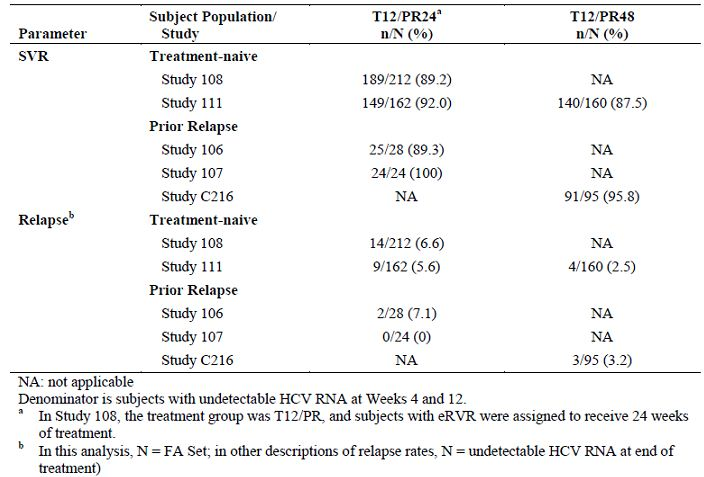 Parameter Subject Population/ Study T12/PR24a n/N (%) T12/PR48 n/N (%)
SVR Treatment-naive
Study 108 189/212 (89.2) NA
Study 111 149/162 (92.0) 140/160 (87.5)
Prior Relapse
Study 106 25/28 (89.3) NA
Study 107 24/24 (100) NA
Study C216 NA 91/95 (95.8)
Relapseb Treatment-naive
Study 108 14/212 (6.6) NA
Study 111 9/162 (5.6) 4/160 (2.5)
Prior Relapse
Study 106 2/28 (7.1) NA
Study 107 0/24 (0) NA
Study C216 NA 3/95 (3.2)
NA: not applicable
Denominator is subjects with undetectable HCV RNA at Weeks 4 and 12.
a In Study 108, the treatment group was T12/PR, and subjects with eRVR were assigned to receive 24 weeks
of treatment.
b In this analysis, N = FA Set; in other descriptions of relapse rates, N = undetectable HCV RNA at end of
treatment)